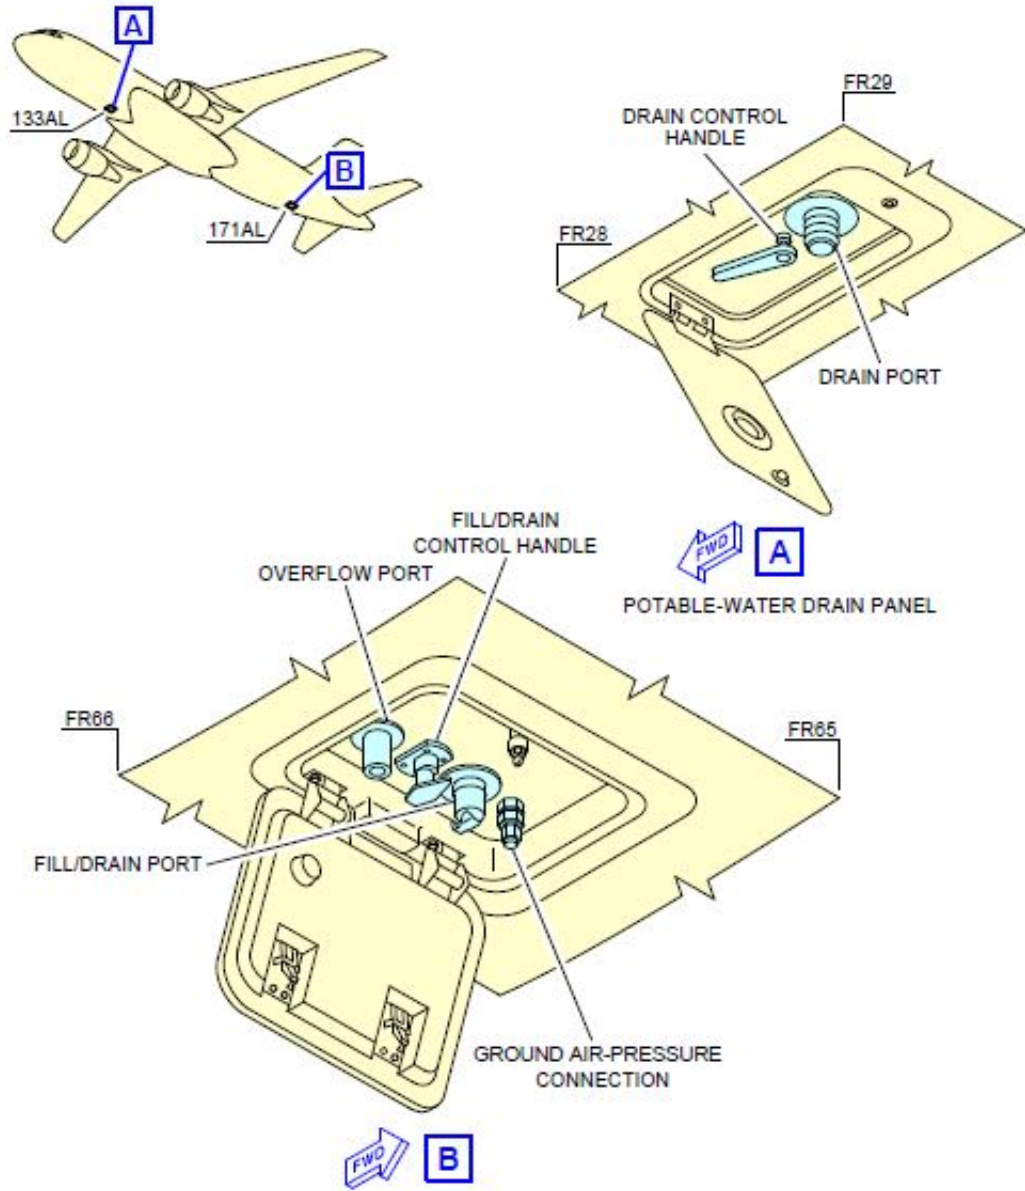 A
133AL
B
171AL
FR29
DRAIN CONTROL
HANDLE
FR28
DRAIN PORT
FWD
A
POTABLE-WATER DRAIN PANEL
FILL/DRAIN
CONTROL HANDLE
OVERFLOW PORT
FR66
FR65
FILL/DRAIN PORT
GROUND AIR-PRESSURE
CONNECTION
FWD
B